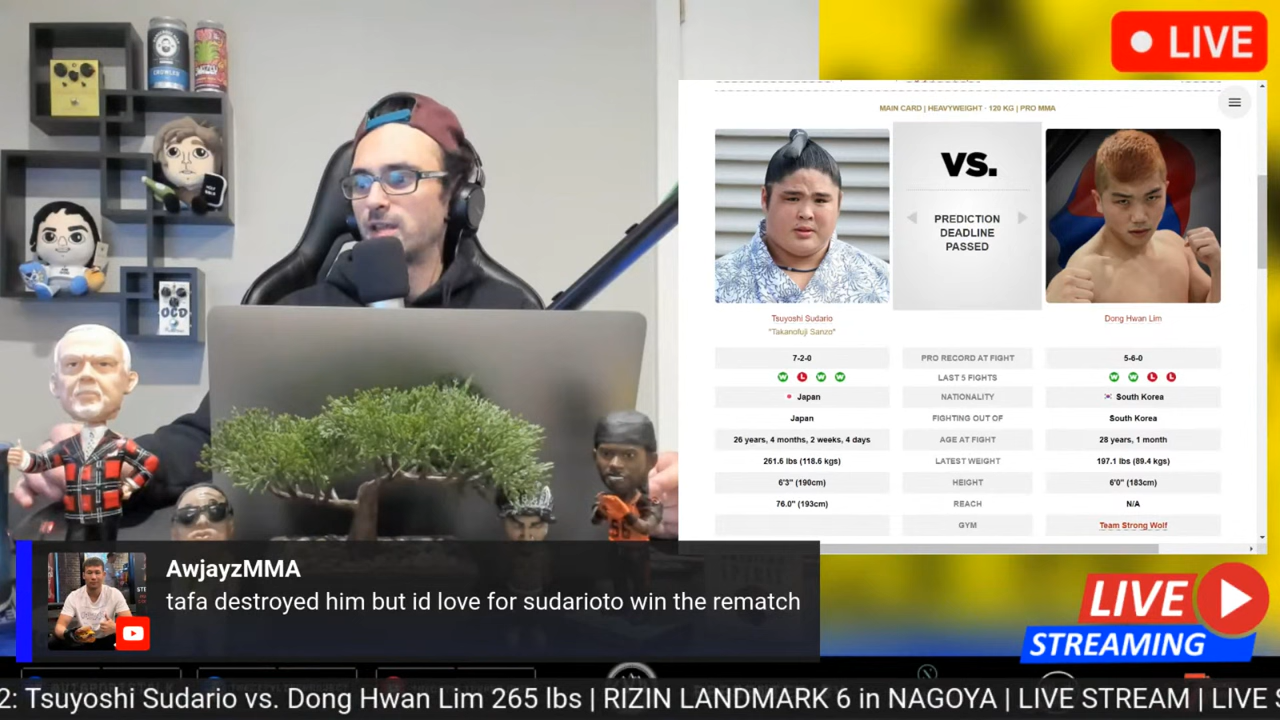 LIVE
MAIN CARD | HEAVYWEIGHT · 120 KG | PRO MMA
VS.
PREDICTION
DEADLINE
PASSED
Tsuyoshi Sudario
"Takanofuji Sanzo"
Dong Hwan Lim
7-2-0 PRO RECORD AT FIGHT 5-6-0
W L W W LAST 5 FIGHTS W W L L
Japan NATIONALITY South Korea
Japan FIGHTING OUT OF South Korea
26 years, 4 months, 2 weeks, 4 days AGE AT FIGHT 28 years, 1 month
261.6 lbs (118.6 kgs) LATEST WEIGHT 197.1 lbs (89.4 kgs)
6'3" (190cm) HEIGHT 6'0" (183cm)
76.0" (193cm) REACH N/A
GYM Team Strong Wolf
OCD
AwjayzMMA
tafa destroyed him but id love for sudarioto win the rematch
LIVE
STREAMING
2: Tsuyoshi Sudario vs. Dong Hwan Lim 265 lbs | RIZIN LANDMARK 6 in NAGOYA | LIVE STREAM | LIVE S